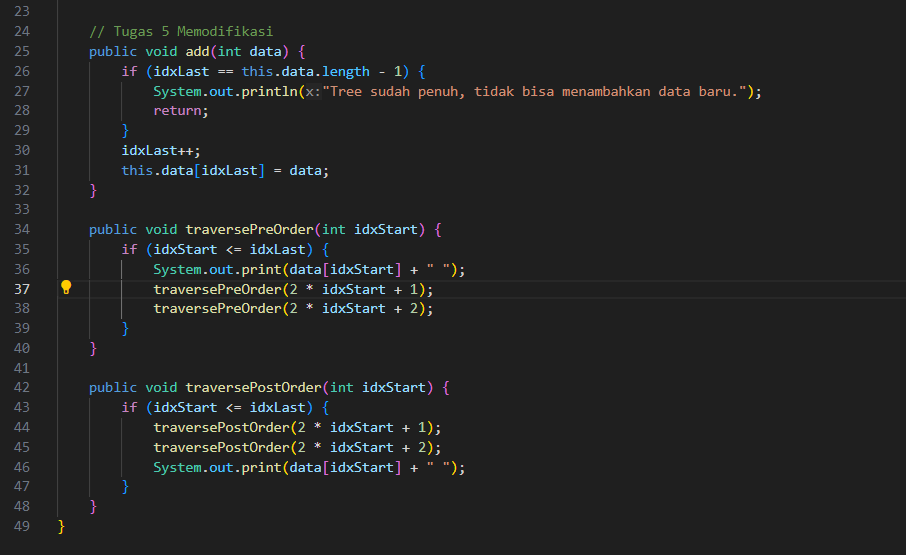 23
24 // Tugas 5 Memodifikasi
25 public void add(int data) {
26 if (idxLast == this.data.length - 1) {
27 System.out.println(x:"Tree sudah penuh, tidak bisa menambahkan data baru.");
28 return;
29 }
30 idxLast++;
31 this.data[idxLast] = data;
32 }
33
34 public void traversePreOrder(int idxStart) {
35 if (idxStart <= idxLast) {
36 System.out.print(data[idxStart] + " ");
37 traversePreOrder(2 * idxStart + 1);
38 traversePreOrder(2 * idxStart + 2);
39 }
40 }
41
42 public void traversePostOrder(int idxStart) {
43 if (idxStart <= idxLast) {
44 traversePostOrder(2 * idxStart + 1);
45 traversePostOrder(2 * idxStart + 2);
46 System.out.print(data[idxStart] + " ");
47 }
48 }
49 }